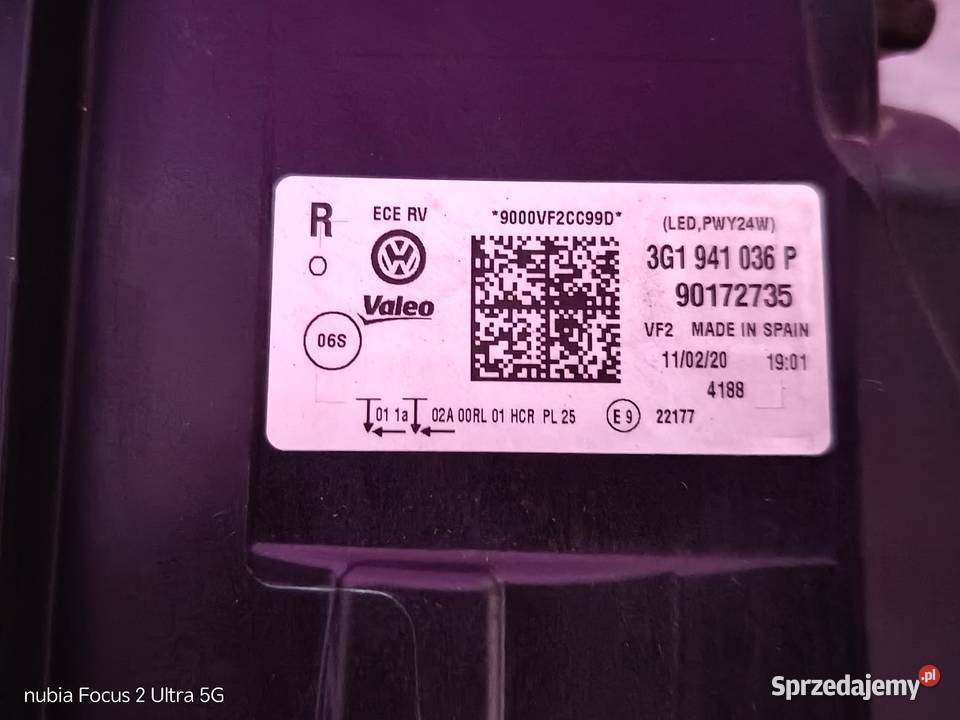 R
ECE RV
*9000VF2CC99D*
(LED,PWY24W)
3G1 941 036 P
90172735
Valeo
06S
VF2 MADE IN SPAIN
11/02/20 19:01
4188
01 1a 02A 00RL 01 HCR PL 25 E9 22177
nubia Focus 2 Ultra 5G
Sprzedajemy.pl